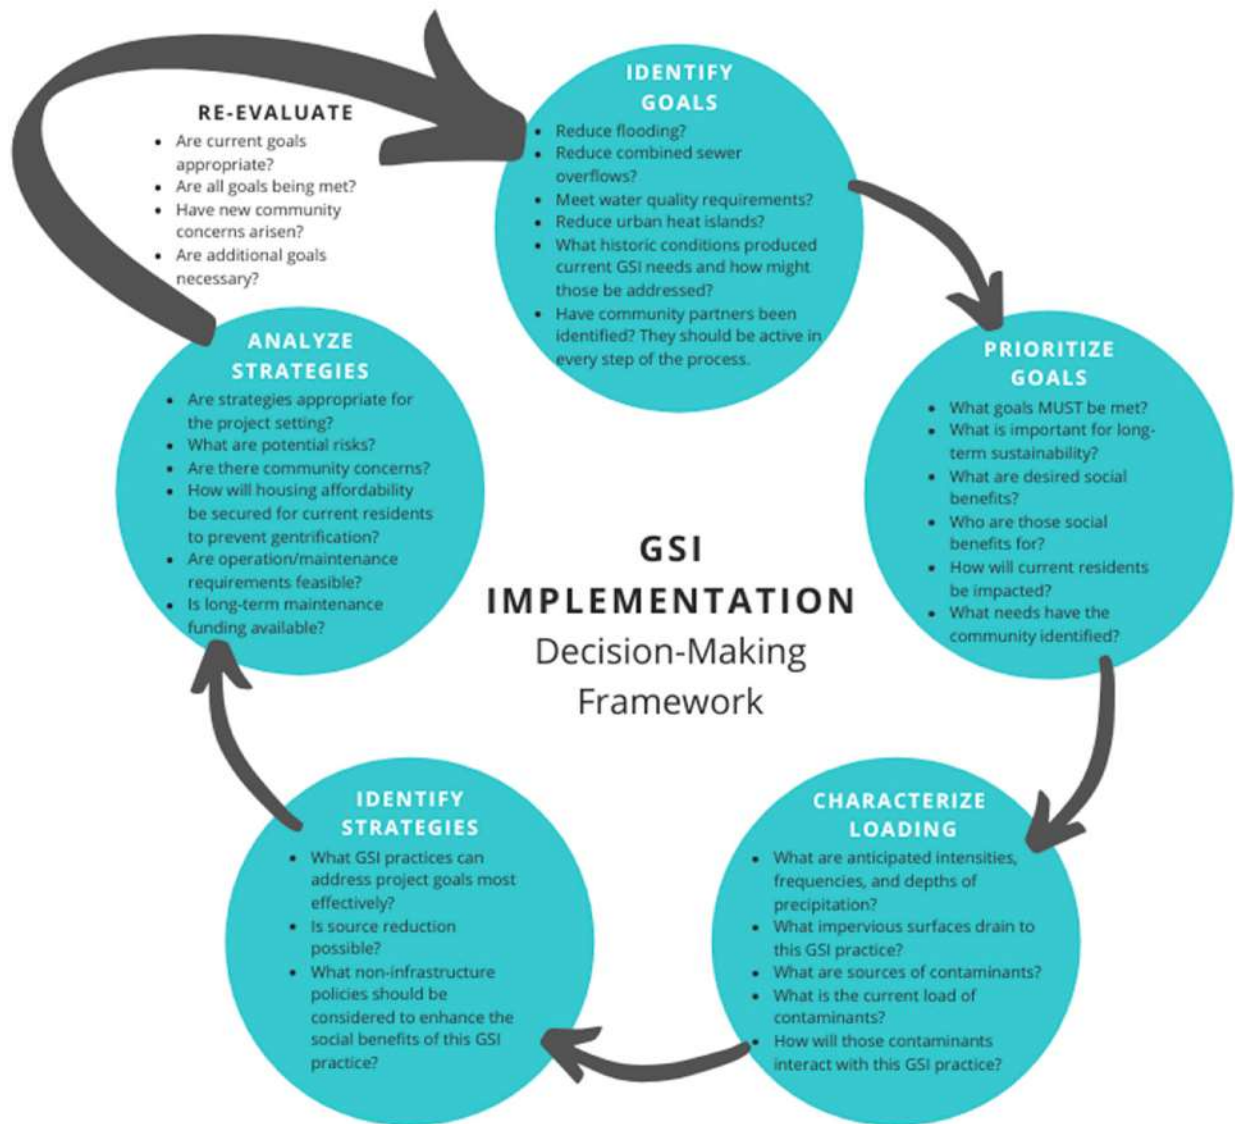 IDENTIFY
GOALS
• Reduce flooding?
• Reduce combined sewer
overflows?
• Meet water quality requirements?
• Reduce urban heat islands?
• What historic conditions produced
current GSI needs and how might
those be addressed?
• Have community partners been
identified? They should be active in
every step of the process.
PRIORITIZE
GOALS
• What goals MUST be met?
• What is important for long-
term sustainability?
• What are desired social
benefits?
• Who are those social
benefits for?
• How will current residents
be impacted?
• What needs have the
community identified?
CHARACTERIZE
LOADING
• What are anticipated intensities,
frequencies, and depths of
precipitation?
• What impervious surfaces drain to
this GSI practice?
• What are sources of contaminants?
• What is the current load of
contaminants?
• How will those contaminants
interact with this GSI practice?
IDENTIFY
STRATEGIES
• What GSI practices can
address project goals most
effectively?
• Is source reduction
possible?
• What non-infrastructure
policies should be
considered to enhance the
social benefits of this GSI
practice?
ANALYZE
STRATEGIES
• Are strategies appropriate for
the project setting?
• What are potential risks?
• Are there community concerns?
• How will housing affordability
be secured for current residents
to prevent gentrification?
• Are operation/maintenance
requirements feasible?
• Is long-term maintenance
funding available?
RE-EVALUATE
• Are current goals
appropriate?
• Are all goals being met?
• Have new community
concerns arisen?
• Are additional goals
necessary?
GSI
IMPLEMENTATION
Decision-Making
Framework